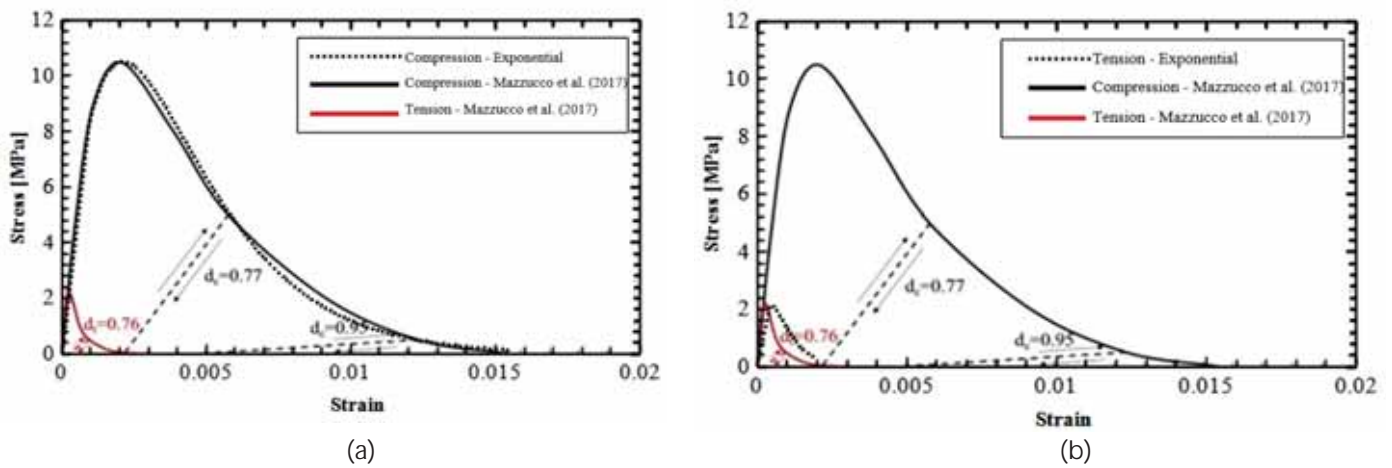 12
10
8
6
4
2
0
Stress [MPa]
Compression - Exponential
Compression - Mazzucco et al. (2017)
Tension - Mazzucco et al. (2017)
dc=0.77
dt=0.76
dc=0.95
0 0.005 0.01 0.015 0.02
Strain
(a)
12
10
8
6
4
2
0
Stress [MPa]
Tension - Exponential
Compression - Mazzucco et al. (2017)
Tension - Mazzucco et al. (2017)
dc=0.77
dt=0.76
dc=0.95
0 0.005 0.01 0.015 0.02
Strain
(b)